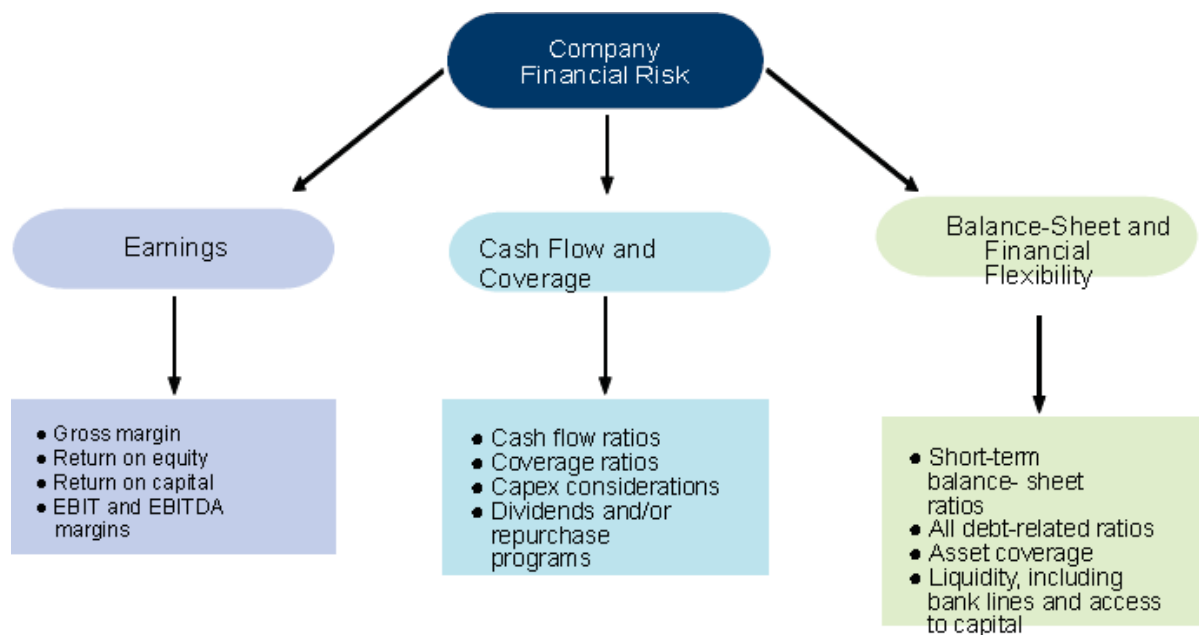 Company
Financial Risk
Earnings
Cash Flow and
Coverage
Balance-Sheet and
Financial
Flexibility
● Gross margin
● Return on equity
● Return on capital
● EBIT and EBITDA
margins
● Cash flow ratios
● Coverage ratios
● Capex considerations
● Dividends and/or
repurchase
programs
● Short-term
balance- sheet
ratios
● All debt-related ratios
● Asset coverage
● Liquidity, including
bank lines and access
to capital